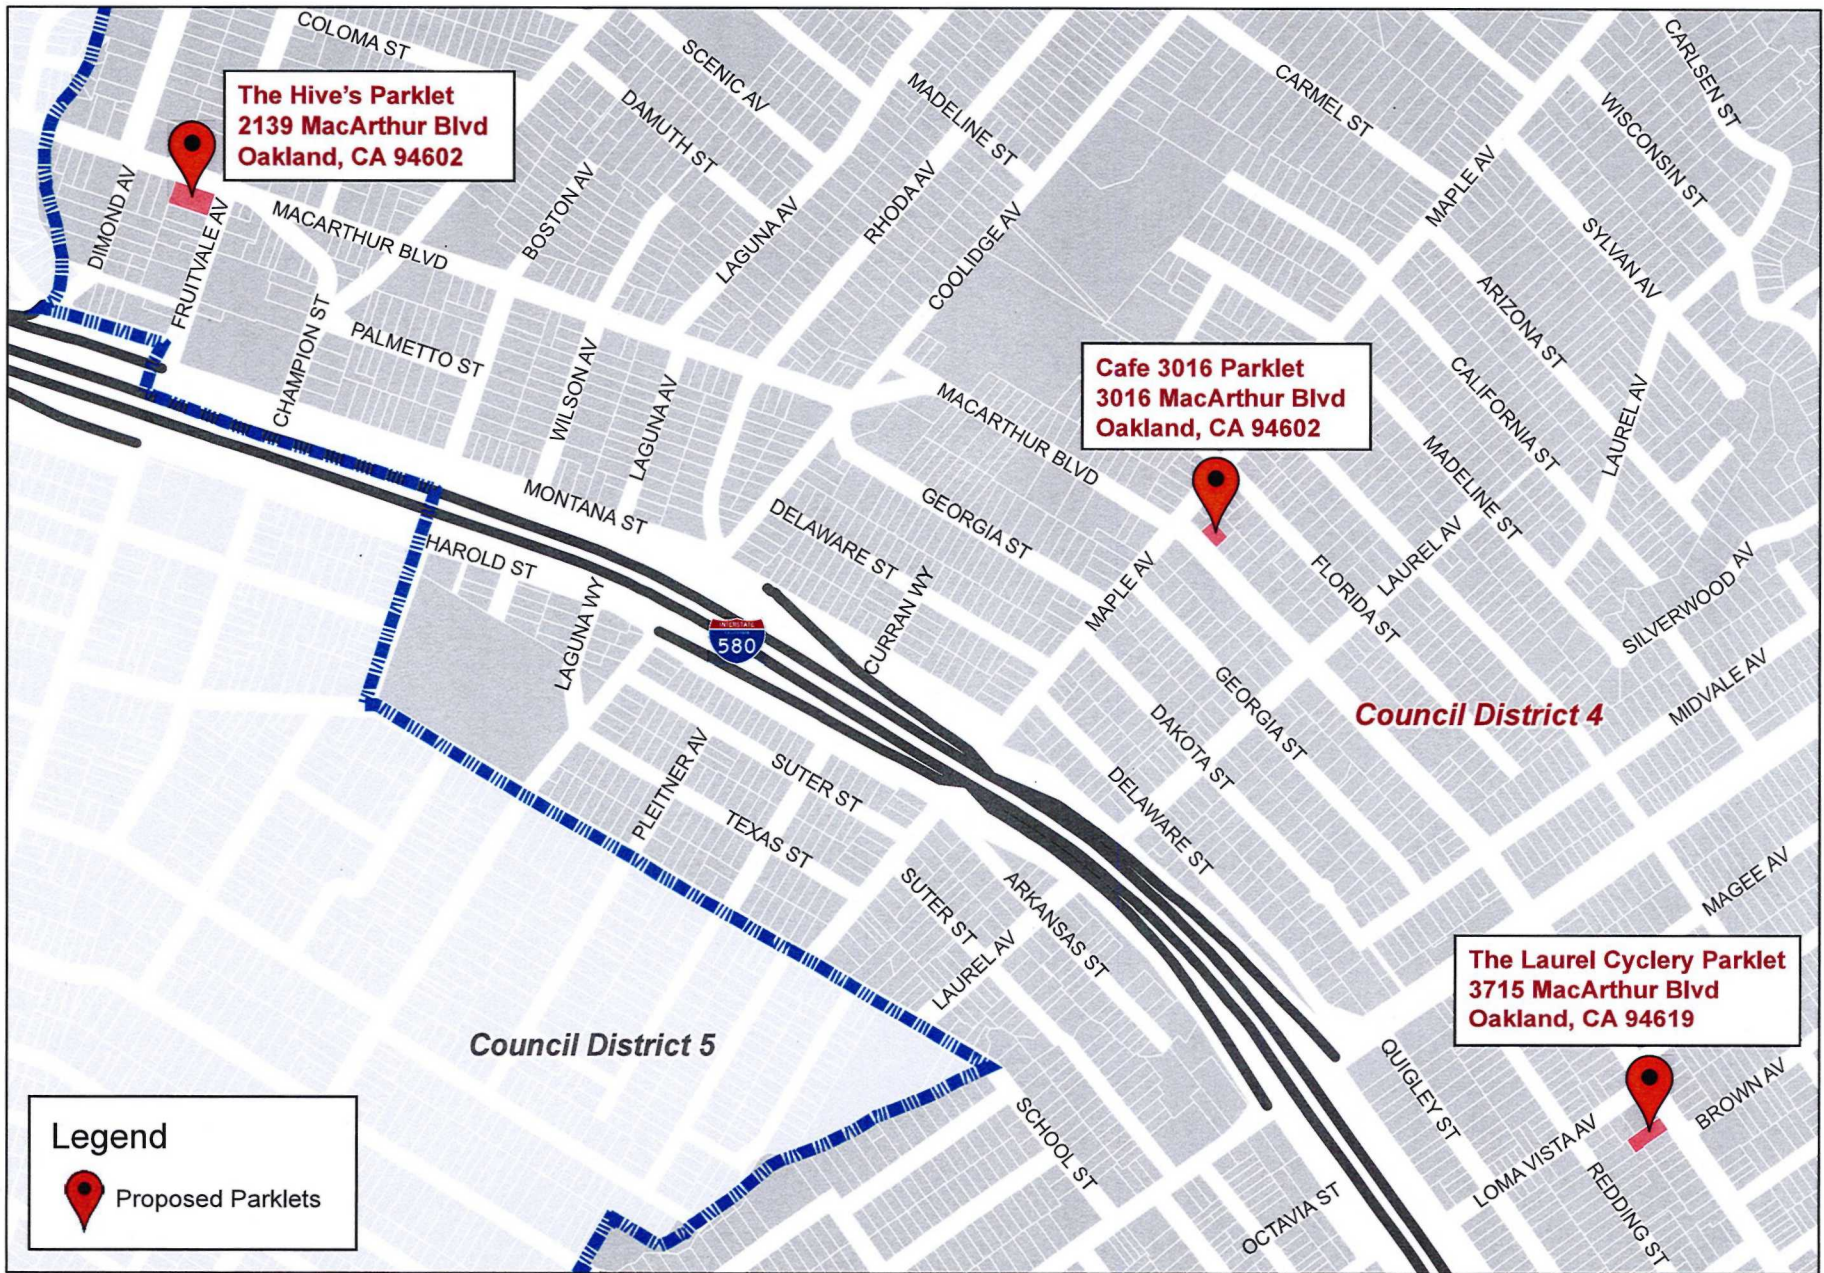 COLOMA ST
SCENIC AV
CARLSEN ST
The Hive's Parklet
2139 MacArthur Blvd
Oakland, CA 94602
DAMUTH ST
MADELINE ST
CARMEL ST
WISCONSIN ST
MAPLE AV
DIMOND AV
FRUITVALE AV
MACARTHUR BLVD
BOSTON AV
LAGUNA AV
RHODA AV
COOLIDGE AV
SYLVAN AV
ARIZONA ST
CHAMPION ST
PALMETTO ST
WILSON AV
LAGUNA AV
MACARTHUR BLVD
Cafe 3016 Parklet
3016 MacArthur Blvd
Oakland, CA 94602
CALIFORNIA ST
LAUREL AV
MADELINE ST
MONTANA ST
DELAWARE ST
GEORGIA ST
HAROLD ST
LAGUNA WY
INTERSTATE
CALIFORNIA
580
CURRAN WY
MAPLE AV
FLORIDA ST
LAUREL AV
SILVERWOOD AV
MIDVALE AV
GEORGIA ST
Council District 4
DAKOTA ST
DELAWARE ST
PLEITNER AV
SUTER ST
TEXAS ST
SUTER ST
ARKANSAS ST
LAUREL AV
MAGEE AV
The Laurel Cyclery Parklet
3715 MacArthur Blvd
Oakland, CA 94619
Council District 5
QUIGLEY ST
BROWN AV
SCHOOL ST
LOMA VISTA AV
REDDING ST
OCTAVIA ST
Legend
Proposed Parklets